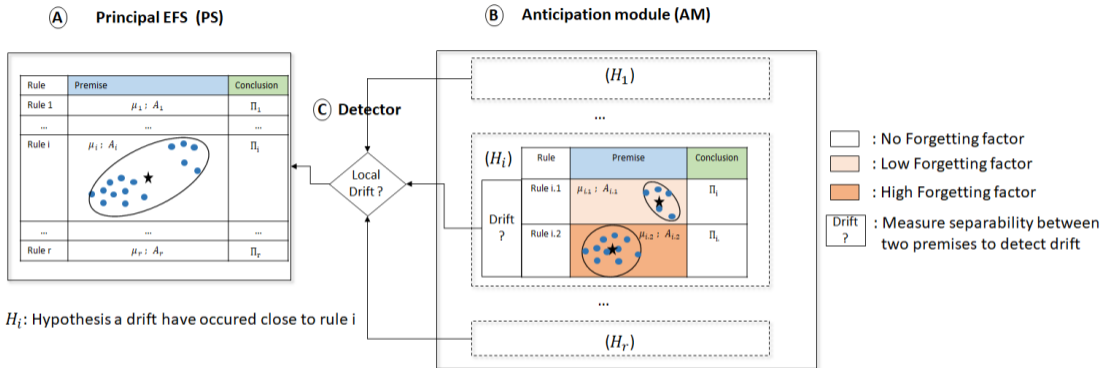 A Principal EFS (PS)
B Anticipation module (AM)
Rule Premise Conclusion
Rule 1 μ₁ : A₁ Π₁
... ... ...
Rule i μᵢ : Aᵢ Πᵢ
... ... ...
Rule r μᵣ : Aᵣ Πᵣ
C Detector
Local
Drift ?
(H₁)
...
(Hᵢ)
Drift
?
Rule Premise Conclusion
Rule i.1 μᵢ.₁ : Aᵢ.₁ Πᵢ
Rule i.2 μᵢ.₂ : Aᵢ.₂ Πᵢ.
...
(Hᵣ)
: No Forgetting factor
: Low Forgetting factor
: High Forgetting factor
Drift
?
: Measure separability between
two premises to detect drift
Hᵢ: Hypothesis a drift have occured close to rule i